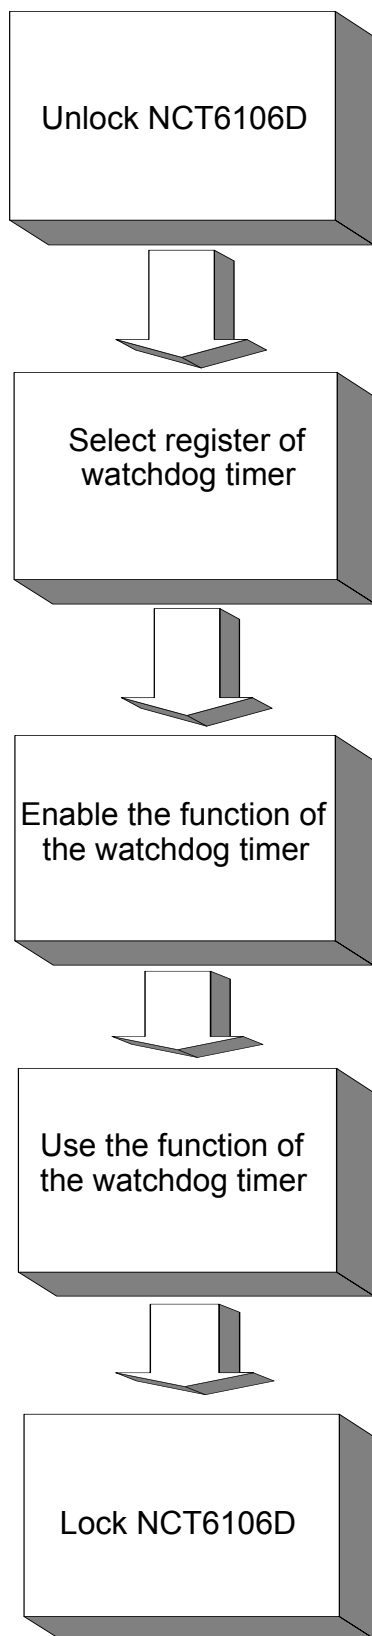 Unlock NCT6106D
Select register of
watchdog timer
Enable the function of
the watchdog timer
Use the function of
the watchdog timer
Lock NCT6106D